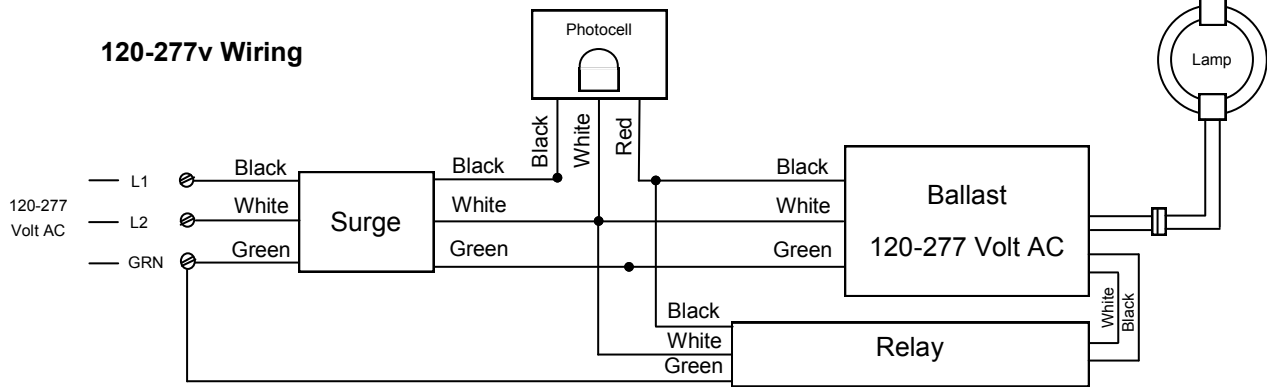 120-277v Wiring
Photocell
Lamp
Black
White
Red
Black
Black
Black
L1
120-277
Volt AC
White
White
White
L2
Surge
Ballast
120-277 Volt AC
Green
Green
Green
GRN
White
Black
Black
White
Green
Relay